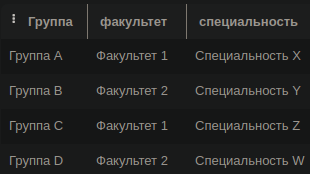 Группа факультет специальность
Группа A Факультет 1 Специальность X
Группа B Факультет 2 Специальность Y
Группа C Факультет 1 Специальность Z
Группа D Факультет 2 Специальность W